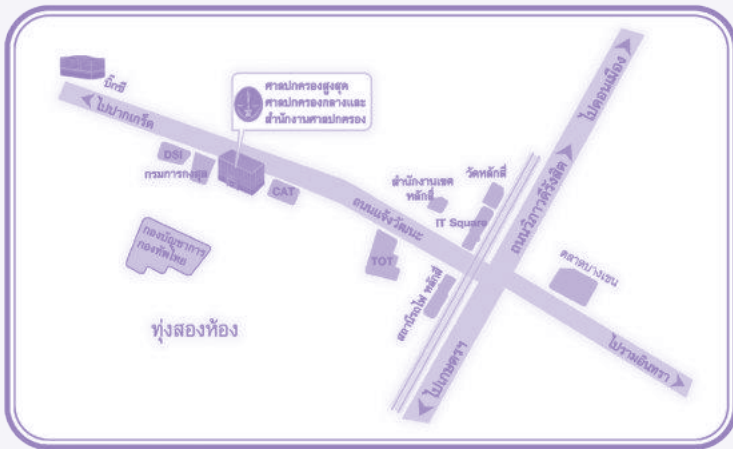 บิ๊กซี
ไปปากเกร็ด
ศาลปกครองสูงสุด
ศาลปกครองกลางและ
สำนักงานศาลปกครอง
DSI
กรมการกงสุล
CAT
กองบัญชาการ
กองทัพไทย
ทุ่งสองห้อง
ถนนแจ้งวัฒนะ
TOT
สำนักงานเขต
หลักสี่
วัดหลักสี่
IT Square
สถานีรถไฟ หลักสี่
ไปดอนเมือง
ถนนวิภาวดีรังสิต
ตลาดบางเขน
ไปรามอินทรา
ไปเกษตรฯ